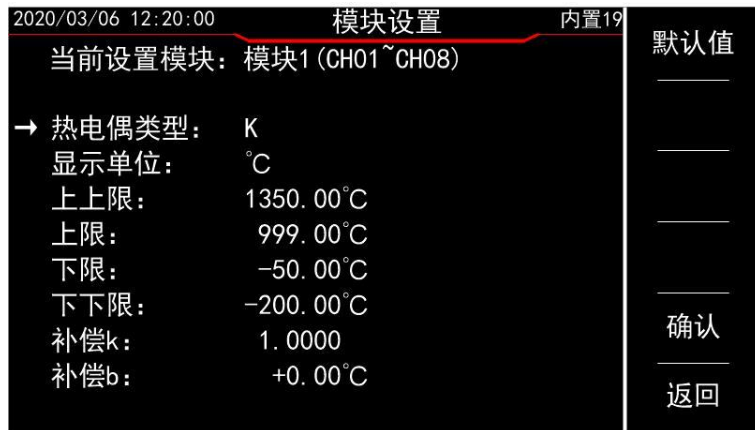 2020/03/06 12:20:00 模块设置 内置19
当前设置模块：模块1(CH01~CH08)
→ 热电偶类型： K
显示单位： ℃
上上限： 1350.00℃
上限： 999.00℃
下限： -50.00℃
下下限： -200.00℃
补偿k： 1.0000
补偿b： +0.00℃
默认值
确认
返回